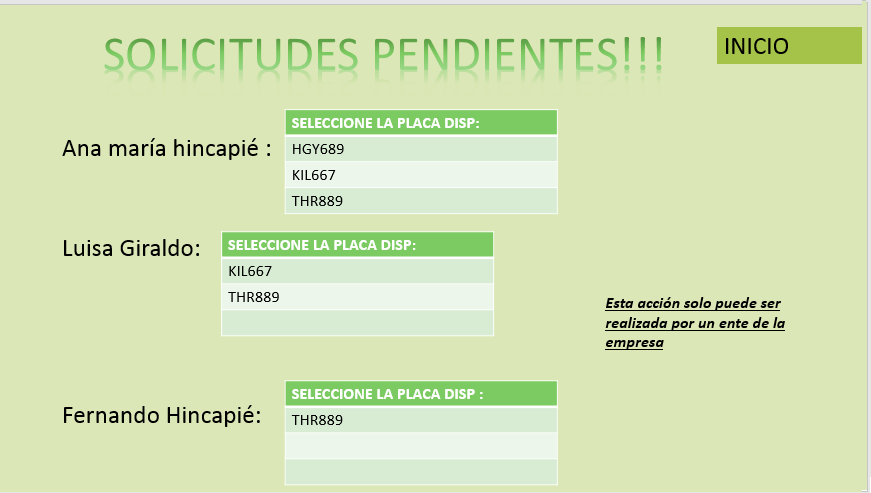 SOLICITUDES PENDIENTES!!!
INICIO
Ana maría hincapié :
SELECCIONE LA PLACA DISP:
HGY689
KIL667
THR889
Luisa Giraldo:
SELECCIONE LA PLACA DISP:
KIL667
THR889
Esta acción solo puede ser
realizada por un ente de la
empresa
Fernando Hincapié:
SELECCIONE LA PLACA DISP :
THR889